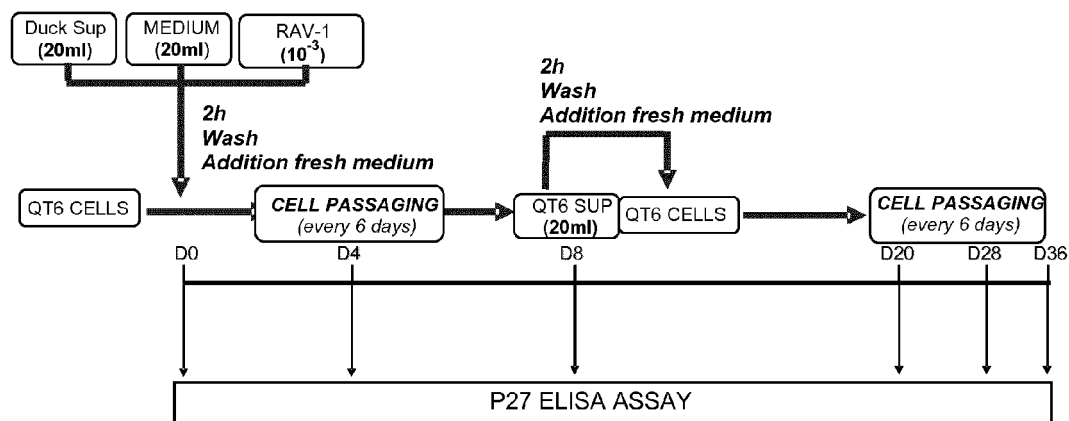 Duck Sup
(20ml)
MEDIUM
(20ml)
RAV-1
(10-3)
2h
Wash
Addition fresh medium
2h
Wash
Addition fresh medium
QT6 CELLS
CELL PASSAGING
(every 6 days)
QT6 SUP
(20ml)
QT6 CELLS
CELL PASSAGING
(every 6 days)
D0
D4
D8
D20
D28
D36
P27 ELISA ASSAY